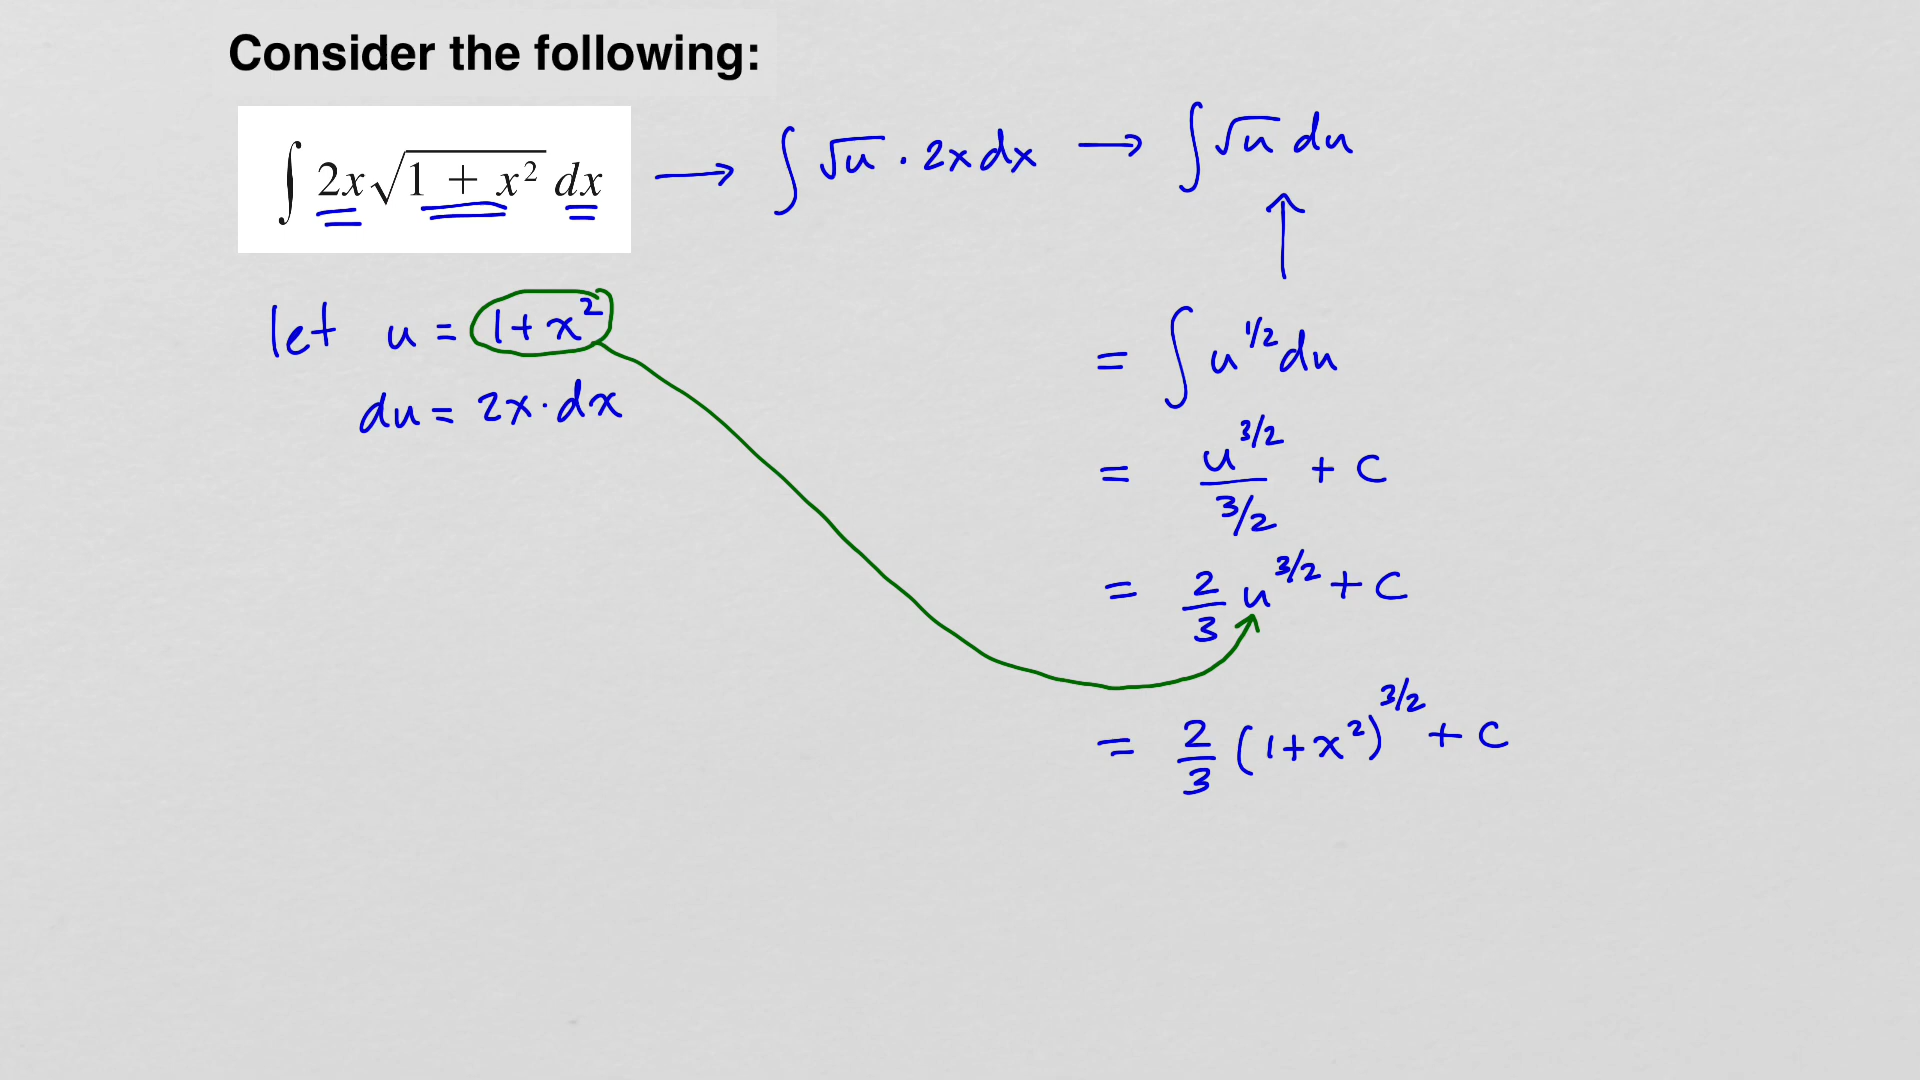 Consider the following:
∫ 2x√(1 + x²) dx → ∫ √u · 2x dx → ∫ √u du
let u = 1+x²
du = 2x · dx
↑
= ∫ u^(1/2) du
= u^(3/2) / (3/2) + C
= 2/3 u^(3/2) + C
= 2/3 (1+x²)^(3/2) + C